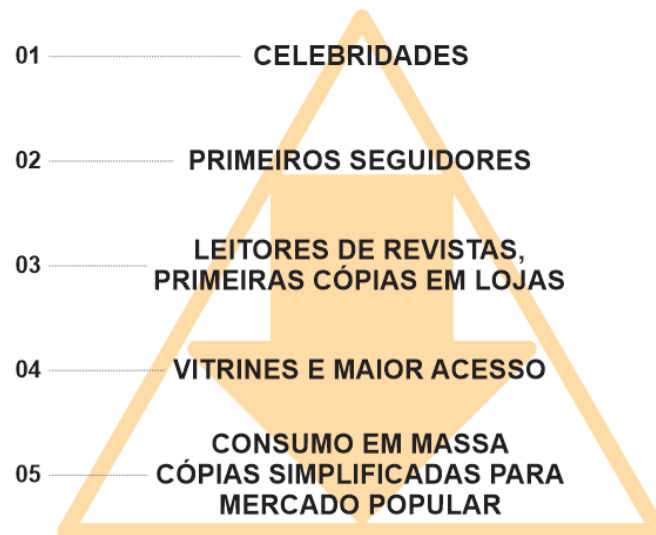 01 CELEBRIDADES
02 PRIMEIROS SEGUIDORES
03 LEITORES DE REVISTAS,
PRIMEIRAS CÓPIAS EM LOJAS
04 VITRINES E MAIOR ACESSO
CONSUMO EM MASSA
05 CÓPIAS SIMPLIFICADAS PARA
MERCADO POPULAR